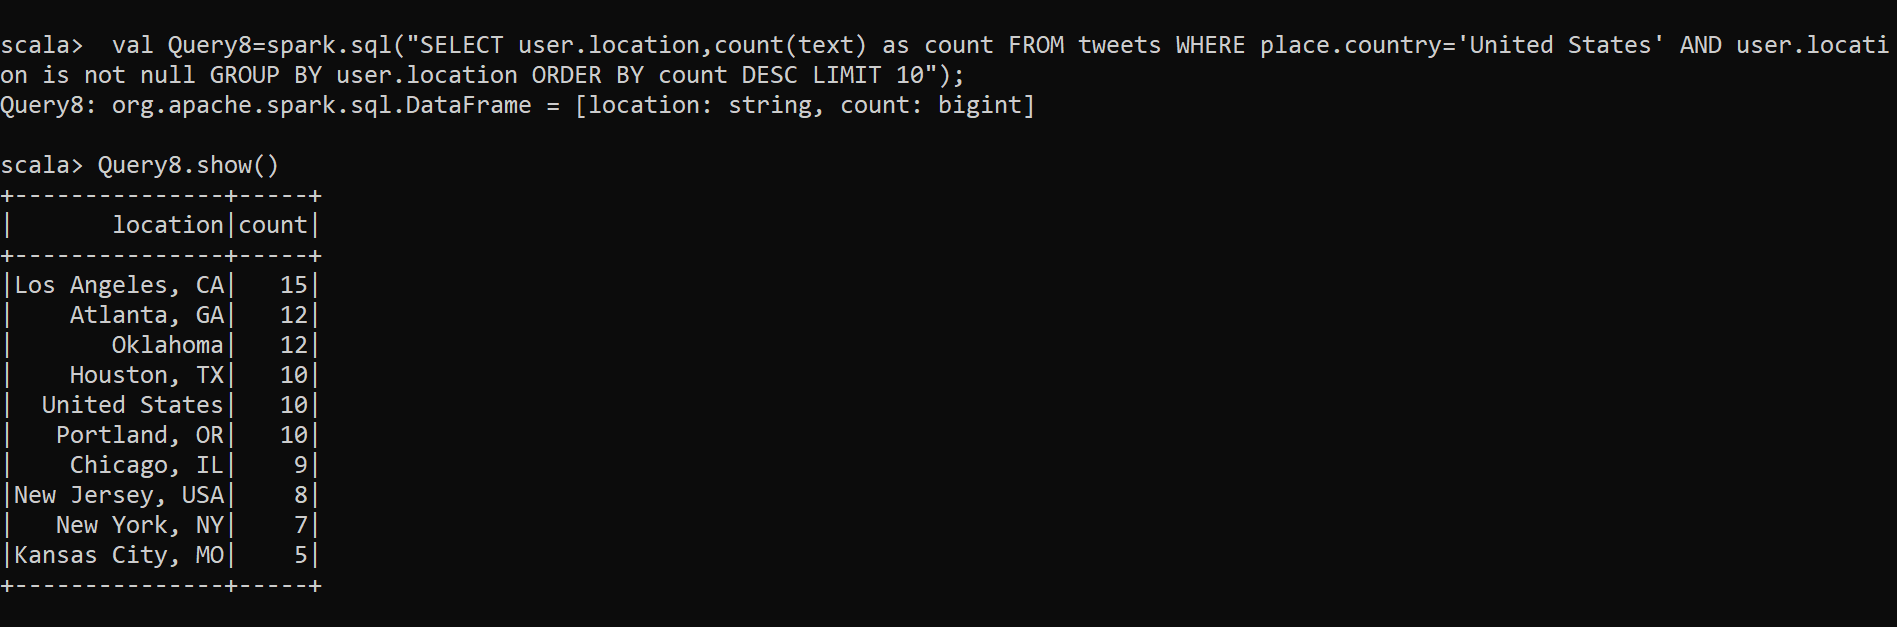 scala>  val Query8=spark.sql("SELECT user.location,count(text) as count FROM tweets WHERE place.country='United States' AND user.locati
on is not null GROUP BY user.location ORDER BY count DESC LIMIT 10");
Query8: org.apache.spark.sql.DataFrame = [location: string, count: bigint]
scala> Query8.show()
+---------------+-----+
|       location|count|
+---------------+-----+
|Los Angeles, CA|   15|
|    Atlanta, GA|   12|
|       Oklahoma|   12|
|    Houston, TX|   10|
|  United States|   10|
|   Portland, OR|   10|
|    Chicago, IL|    9|
|New Jersey, USA|    8|
|   New York, NY|    7|
|Kansas City, MO|    5|
+---------------+-----+